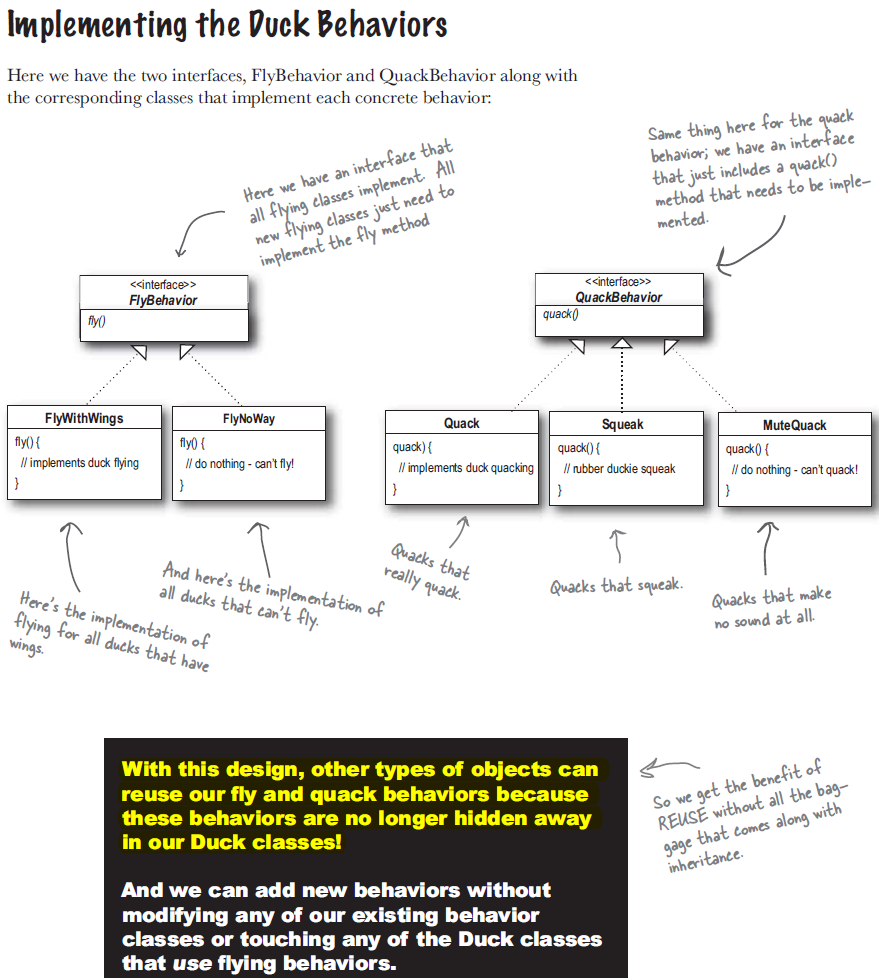 Implementing the Duck Behaviors
Here we have the two interfaces, FlyBehavior and QuackBehavior along with
the corresponding classes that implement each concrete behavior:
Here we have an interface that
all flying classes implement. All
new flying classes just need to
implement the fly method
Same thing here for the quack
behavior; we have an interface
that just includes a quack()
method that needs to be imple-
mented.
<<interface>>
FlyBehavior
fly()
<<interface>>
QuackBehavior
quack()
FlyWithWings
fly() {
// implements duck flying
}
FlyNoWay
fly() {
// do nothing - can't fly!
}
Quack
quack) {
// implements duck quacking
}
Squeak
quack() {
// rubber duckie squeak
}
MuteQuack
quack() {
// do nothing - can't quack!
}
Here's the implementation of
flying for all ducks that have
wings.
And here's the implementation of
all ducks that can't fly.
Quacks that
really quack.
Quacks that squeak.
Quacks that make
no sound at all.
With this design, other types of objects can
reuse our fly and quack behaviors because
these behaviors are no longer hidden away
in our Duck classes!
And we can add new behaviors without
modifying any of our existing behavior
classes or touching any of the Duck classes
that use flying behaviors.
So we get the benefit of
REUSE without all the bag-
gage that comes along with
inheritance.